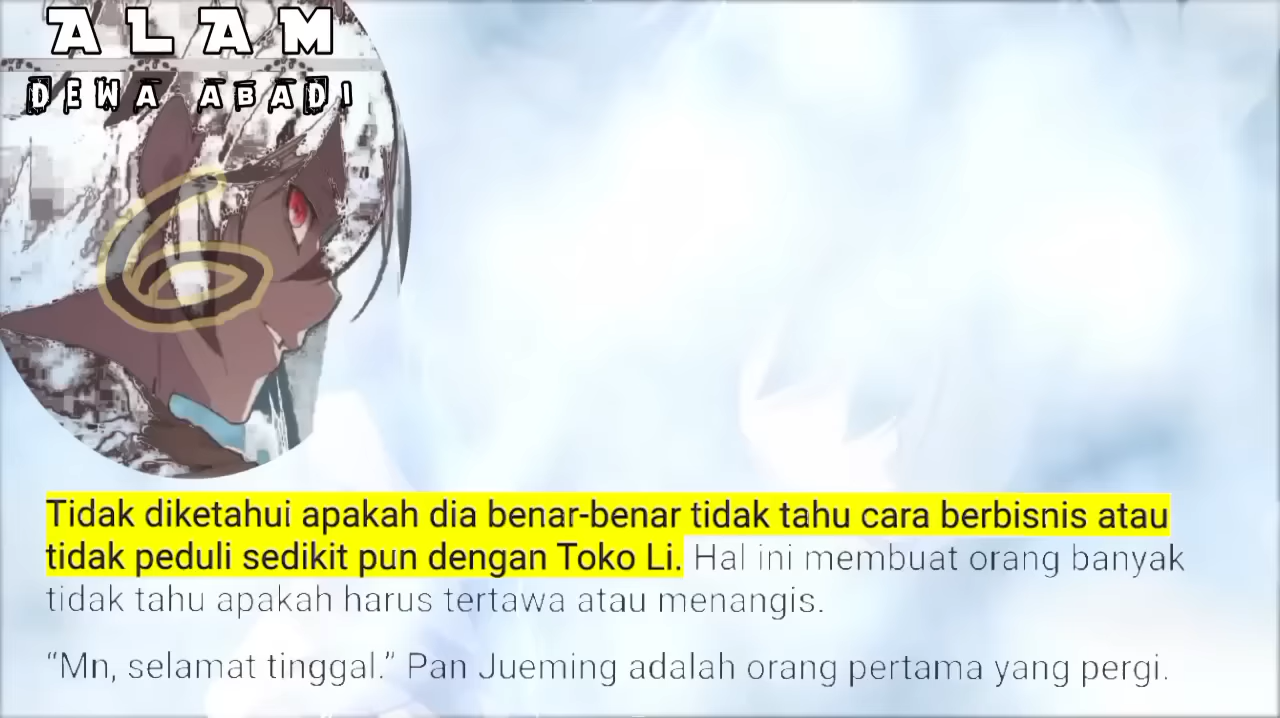 ALAM
DEWA ABADI
Tidak diketahui apakah dia benar-benar tidak tahu cara berbisnis atau
tidak peduli sedikit pun dengan Toko Li. Hal ini membuat orang banyak
tidak tahu apakah harus tertawa atau menangis.
“Mn, selamat tinggal.” Pan Jueming adalah orang pertama yang pergi.